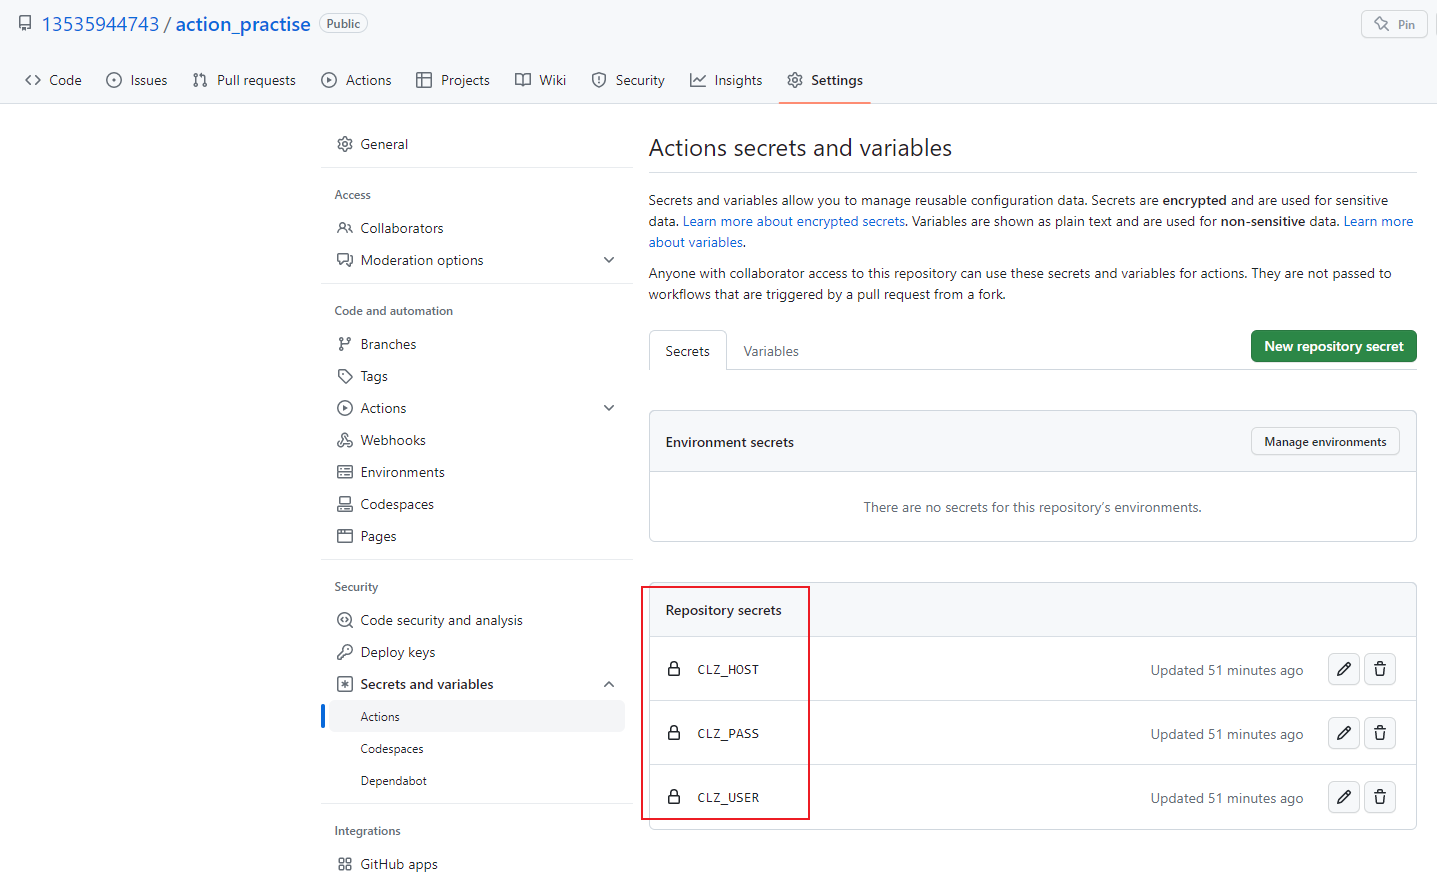 13535944743 / action_practise Public
Pin
Code Issues Pull requests Actions Projects Wiki Security Insights Settings
General
Access
Collaborators
Moderation options
Code and automation
Branches
Tags
Actions
Webhooks
Environments
Codespaces
Pages
Security
Code security and analysis
Deploy keys
Secrets and variables
Actions
Codespaces
Dependabot
Integrations
GitHub apps
Actions secrets and variables
Secrets and variables allow you to manage reusable configuration data. Secrets are encrypted and are used for sensitive
data. Learn more about encrypted secrets. Variables are shown as plain text and are used for non-sensitive data. Learn more
about variables.
Anyone with collaborator access to this repository can use these secrets and variables for actions. They are not passed to
workflows that are triggered by a pull request from a fork.
Secrets Variables New repository secret
Environment secrets Manage environments
There are no secrets for this repository's environments.
Repository secrets
CLZ_HOST Updated 51 minutes ago
CLZ_PASS Updated 51 minutes ago
CLZ_USER Updated 51 minutes ago